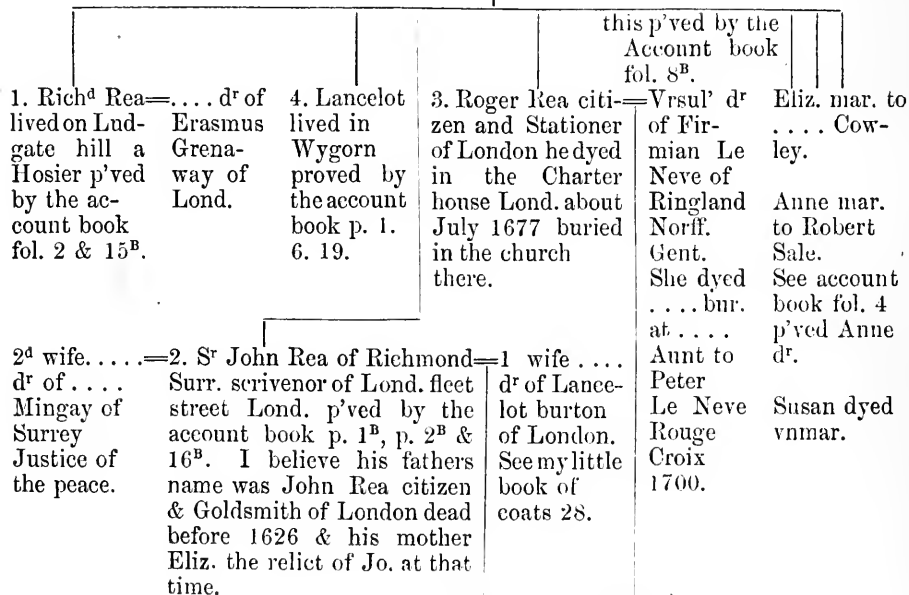 this p'ved by the
Account book
fol. 8ᴮ.
1. Richᵈ Rea=.... dʳ of
lived on Lud-
gate hill a
Hosier p'ved
by the ac-
count book
fol. 2 & 15ᴮ.
Erasmus
Grena-
way of
Lond.
4. Lancelot
lived in
Wygorn
proved by
the account
book p. 1.
6. 19.
3. Roger Rea citi-=Vrsul' dʳ
zen and Stationer
of London he dyed
in the Charter
house Lond. about
July 1677 buried
in the church
there.
of Fir-
mian Le
Neve of
Ringland
Norff.
Gent.
She dyed
.... bur.
at ....
Aunt to
Peter
Le Neve
Rouge
Croix
1700.
Eliz. mar. to
.... Cow-
ley.
Anne mar.
to Robert
Sale.
See account
book fol. 4
p'ved Anne
dʳ.
Susan dyed
vnmar.
2ᵈ wife.....=2. Sʳ John Rea of Richmond=1 wife ....
dʳ of ....
Mingay of
Surrey
Justice of
the peace.
Surr. scrivenor of Lond. fleet
street Lond. p'ved by the
account book p. 1ᴮ, p. 2ᴮ &
16ᴮ. I believe his fathers
name was John Rea citizen
& Goldsmith of London dead
before 1626 & his mother
Eliz. the relict of Jo. at that
time.
dʳ of Lance-
lot burton
of London.
See my little
book of
coats 28.